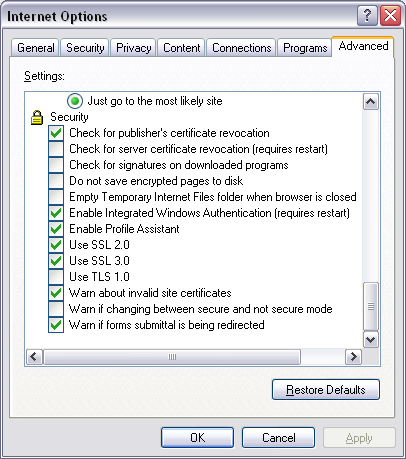 Internet Options
General Security Privacy Content Connections Programs Advanced
Settings:
Just go to the most likely site
Security
Check for publisher's certificate revocation
Check for server certificate revocation (requires restart)
Check for signatures on downloaded programs
Do not save encrypted pages to disk
Empty Temporary Internet Files folder when browser is closed
Enable Integrated Windows Authentication (requires restart)
Enable Profile Assistant
Use SSL 2.0
Use SSL 3.0
Use TLS 1.0
Warn about invalid site certificates
Warn if changing between secure and not secure mode
Warn if forms submittal is being redirected
Restore Defaults
OK Cancel Apply